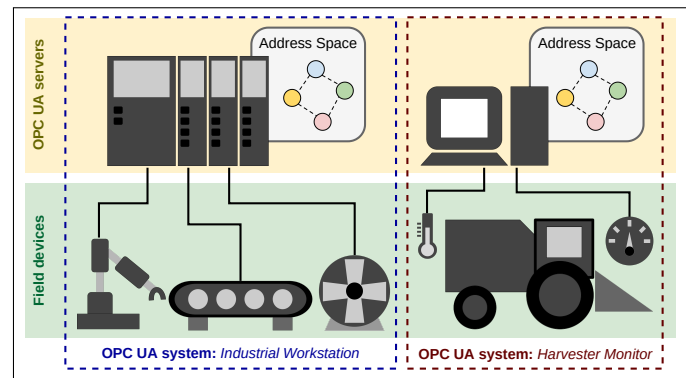 OPC UA servers
Address Space
Address Space
Field devices
OPC UA system: Industrial Workstation
OPC UA system: Harvester Monitor